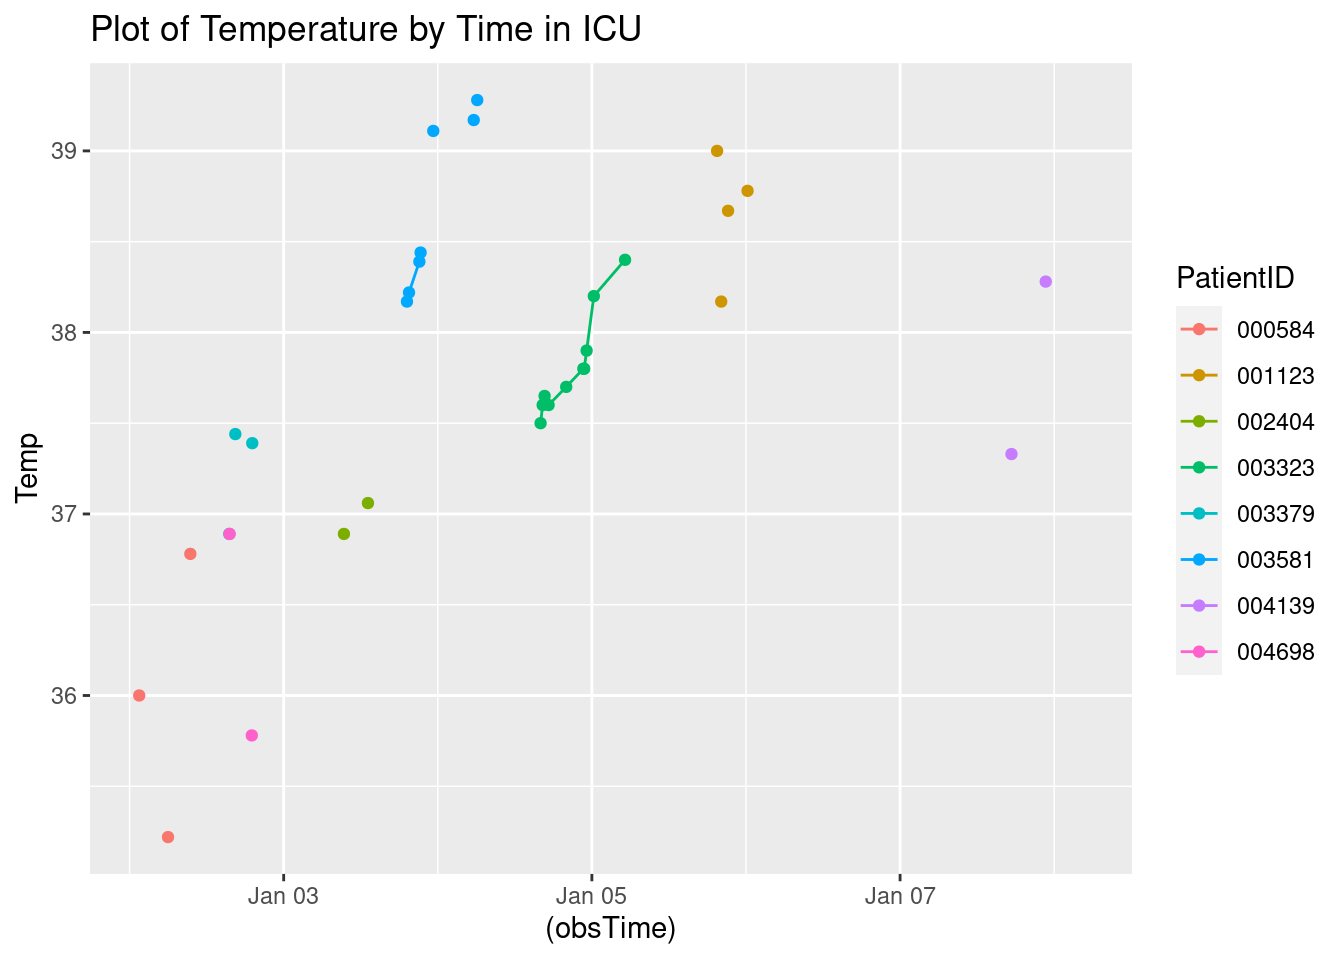 Plot of Temperature by Time in ICU
39
38
37
36
Temp
Jan 03
Jan 05
Jan 07
(obsTime)
PatientID
000584
001123
002404
003323
003379
003581
004139
004698